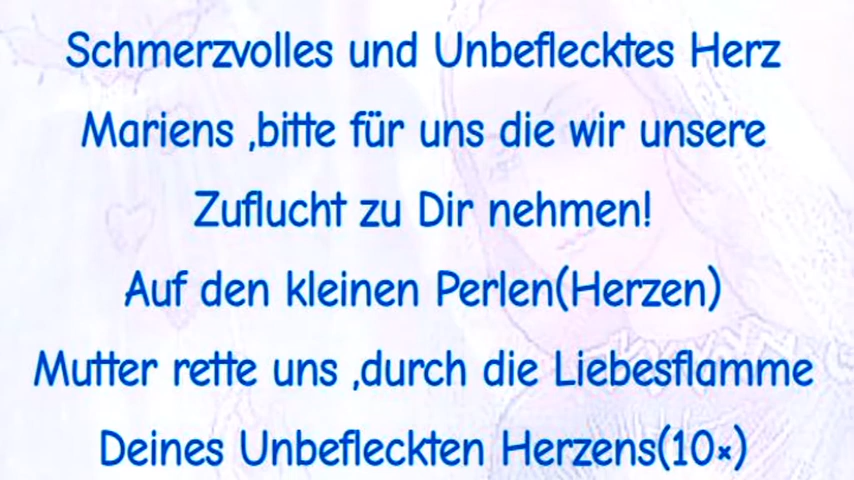 Schmerzvolles und Unbeflecktes Herz
Mariens ,bitte für uns die wir unsere
Zuflucht zu Dir nehmen!
Auf den kleinen Perlen(Herzen)
Mutter rette uns ,durch die Liebesflamme
Deines Unbefleckten Herzens(10×)